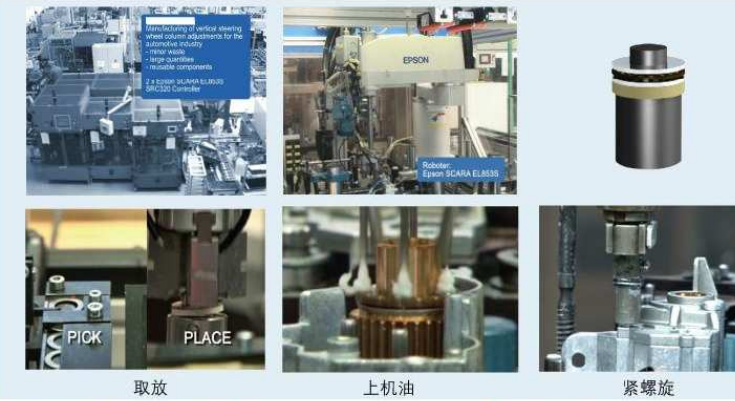 Manufacturing of vertical steering
wheel column adjustments for the
automotive industry
- minor waste
- large quantities
- reusable components
2 x Epson SCARA EL853S
SRC320 Controller
EPSON
Roboter:
Epson SCARA EL853S
PICK
PLACE
取放
上机油
紧螺旋